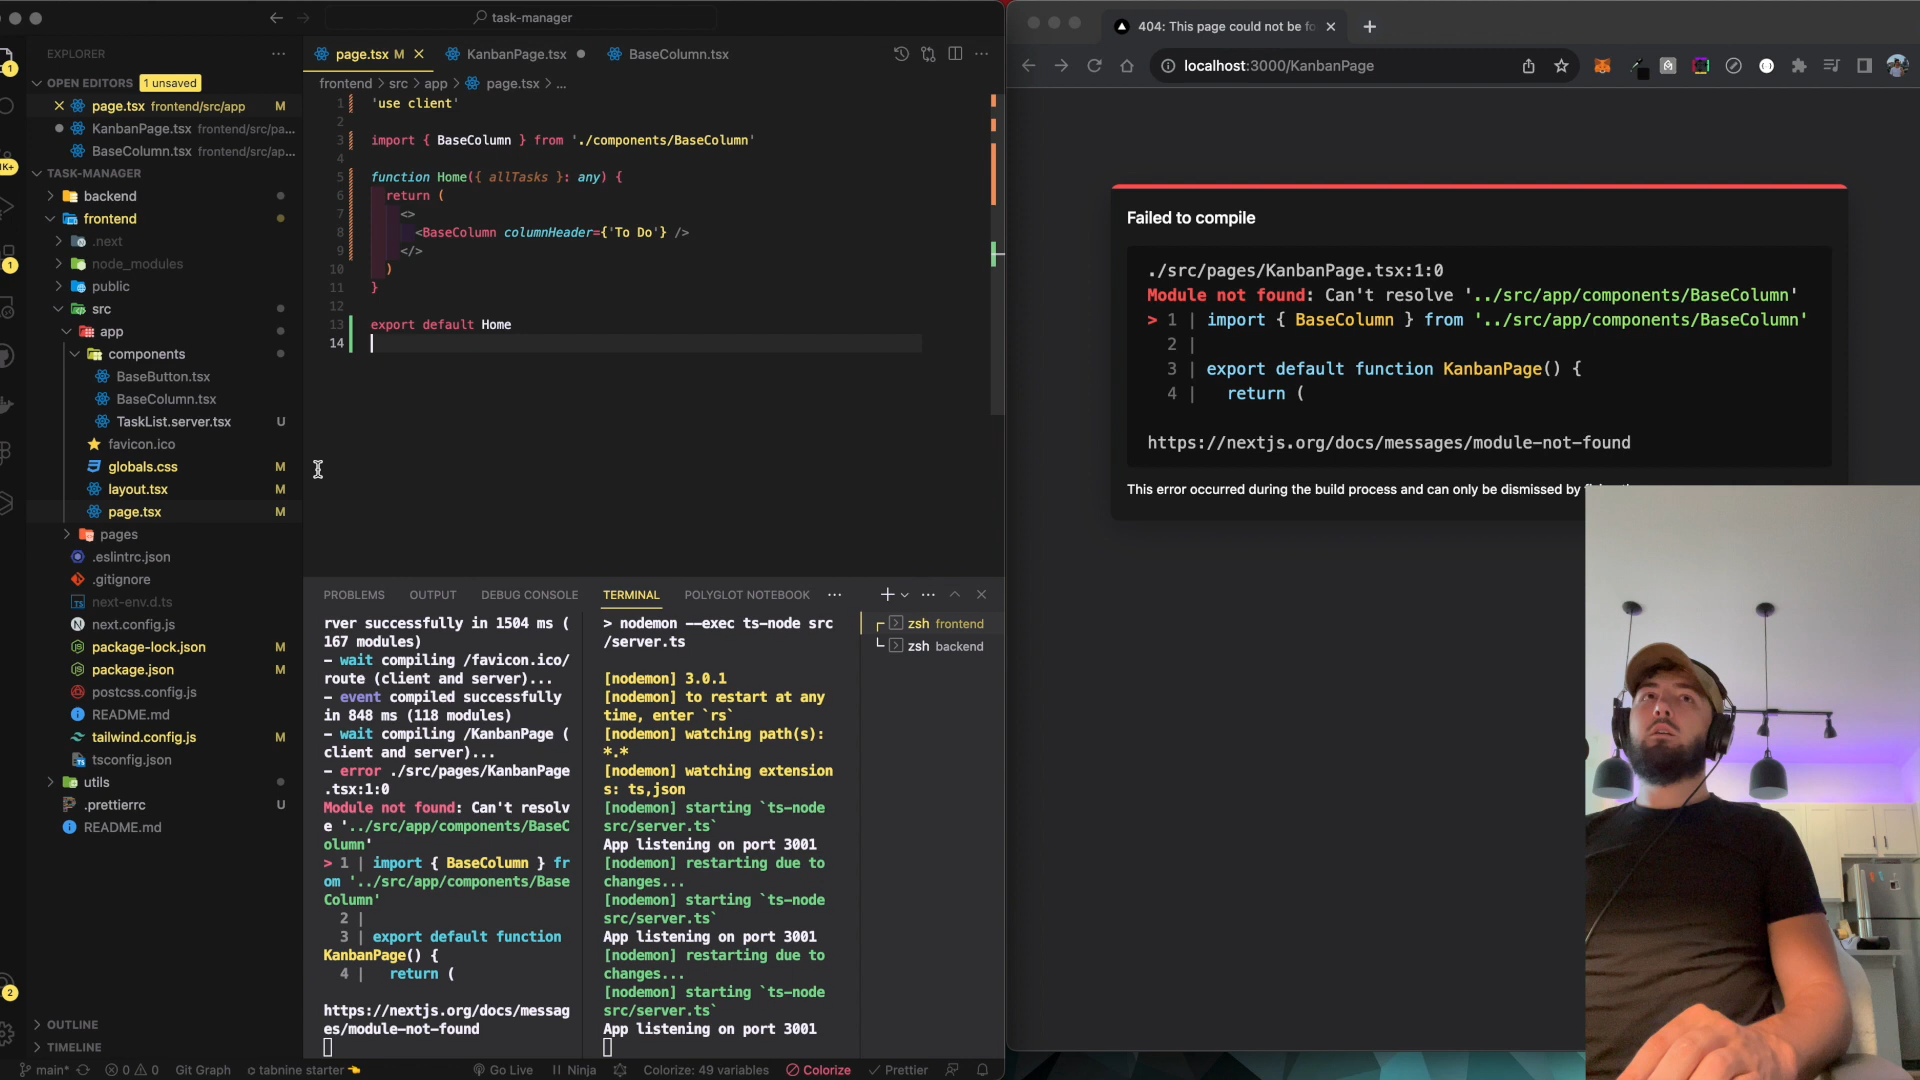 task-manager
EXPLORER
OPEN EDITORS 1 unsaved
page.tsx frontend/src/app M
KanbanPage.tsx frontend/src/pa...
BaseColumn.tsx frontend/src/ap...
TASK-MANAGER
backend
frontend
.next
node_modules
public
src
app
components
BaseButton.tsx
BaseColumn.tsx
TaskList.server.tsx U
favicon.ico
globals.css M
layout.tsx M
page.tsx M
pages
.eslintrc.json
.gitignore
next-env.d.ts
next.config.js
package-lock.json M
package.json M
postcss.config.js
README.md
tailwind.config.js M
tsconfig.json
utils
.prettierrc U
README.md
OUTLINE
TIMELINE
1
1K+
1
2
page.tsx M
KanbanPage.tsx
BaseColumn.tsx
frontend > src > app > page.tsx > ...
1 'use client'
2
3 import { BaseColumn } from './components/BaseColumn'
4
5 function Home({ allTasks }: any) {
6 return (
7 <>
8 <BaseColumn columnHeader={'To Do'} />
9 </>
10 )
11 }
12
13 export default Home
14
PROBLEMS OUTPUT DEBUG CONSOLE TERMINAL POLYGLOT NOTEBOOK
rver successfully in 1504 ms (
167 modules)
- wait compiling /favicon.ico/
route (client and server)...
- event compiled successfully
in 848 ms (118 modules)
- wait compiling /KanbanPage (
client and server)...
- error ./src/pages/KanbanPage
.tsx:1:0
Module not found: Can't resolv
e '../src/app/components/BaseC
olumn'
> 1 | import { BaseColumn } fr
om '../src/app/components/Base
Column'
2 |
3 | export default function
KanbanPage() {
4 | return (
https://nextjs.org/docs/messag
es/module-not-found
> nodemon --exec ts-node src
/server.ts
[nodemon] 3.0.1
[nodemon] to restart at any
time, enter `rs`
[nodemon] watching path(s):
*.*
[nodemon] watching extension
s: ts,json
[nodemon] starting `ts-node
src/server.ts`
App listening on port 3001
[nodemon] restarting due to
changes...
[nodemon] starting `ts-node
src/server.ts`
App listening on port 3001
[nodemon] restarting due to
changes...
[nodemon] starting `ts-node
src/server.ts`
App listening on port 3001
zsh frontend
zsh backend
main* 0 0 Git Graph tabnine starter Go Live Ninja Colorize: 49 variables Colorize Prettier
404: This page could not be fo
localhost:3000/KanbanPage
Failed to compile
./src/pages/KanbanPage.tsx:1:0
Module not found: Can't resolve '../src/app/components/BaseColumn'
> 1 | import { BaseColumn } from '../src/app/components/BaseColumn'
2 |
3 | export default function KanbanPage() {
4 | return (
https://nextjs.org/docs/messages/module-not-found
This error occurred during the build process and can only be dismissed by